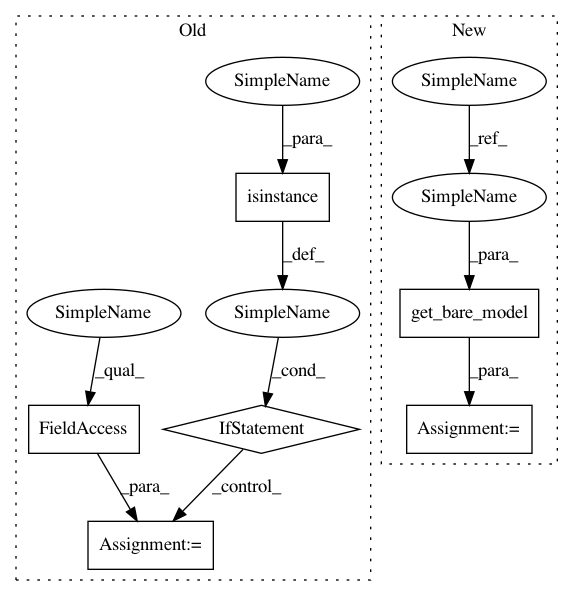 Old
New
SimpleName
SimpleName
_para_
_ref_
isinstance
SimpleName
_def_
_para_
SimpleName
SimpleName
get_bare_model
_qual_
_cond_
_para_
FieldAccess
IfStatement
Assignment:=
_para_
_control_
Assignment:=